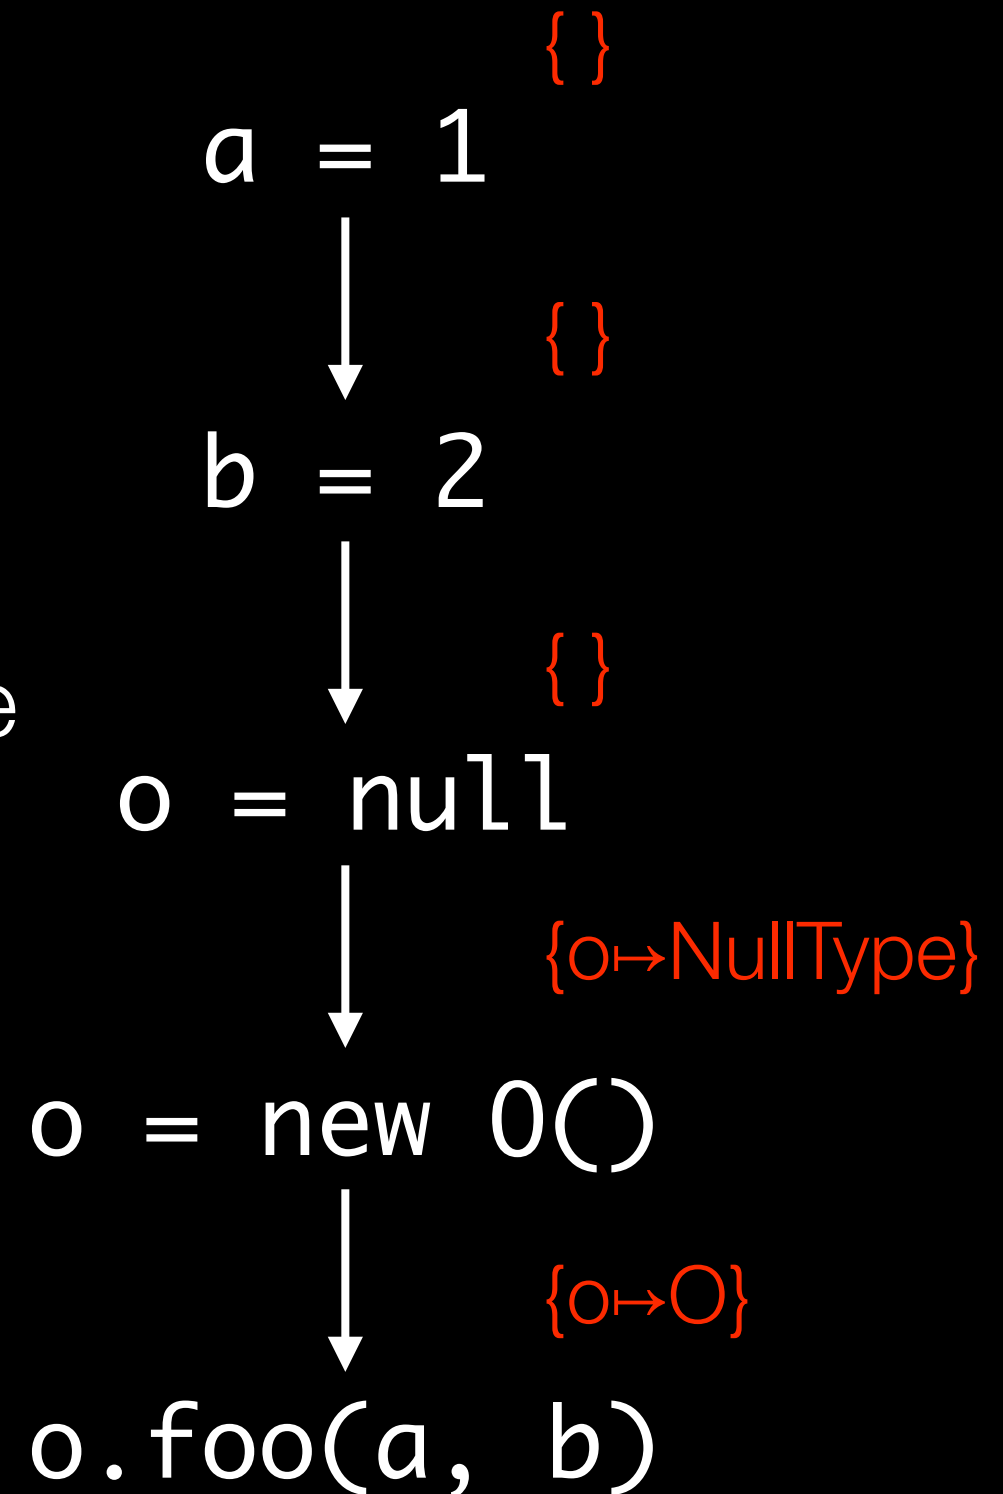 { }
a = 1
{ }
b = 2
{ }
o = null
{o↦NullType}
o = new O()
{o↦O}
o.foo(a, b)